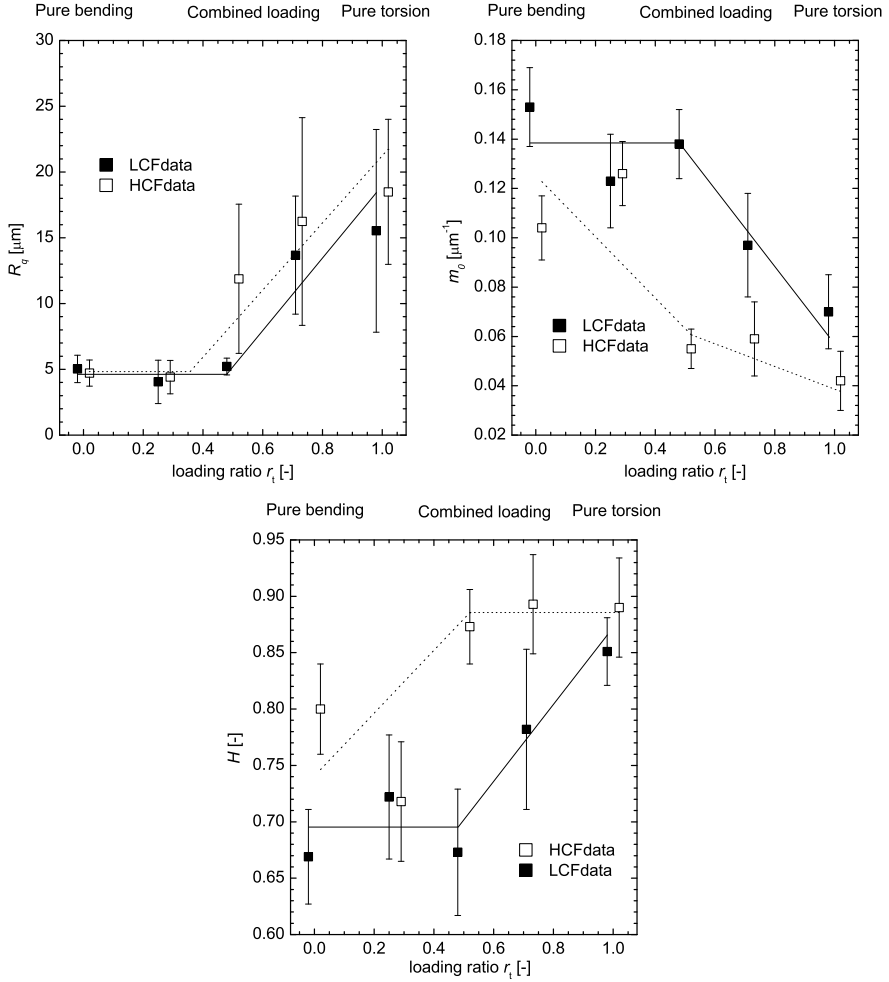 Pure bending Combined loading Pure torsion
30
25
20
15
10
5
0
R_q [μm]
LCFdata
HCFdata
0.0 0.2 0.4 0.6 0.8 1.0
loading ratio r_t [-]
Pure bending Combined loading Pure torsion
0.18
0.16
0.14
0.12
0.10
0.08
0.06
0.04
0.02
m_0 [μm⁻¹]
LCFdata
HCFdata
0.0 0.2 0.4 0.6 0.8 1.0
loading ratio r_t [-]
Pure bending Combined loading Pure torsion
0.95
0.90
0.85
0.80
0.75
0.70
0.65
0.60
H [-]
HCFdata
LCFdata
0.0 0.2 0.4 0.6 0.8 1.0
loading ratio r_t [-]